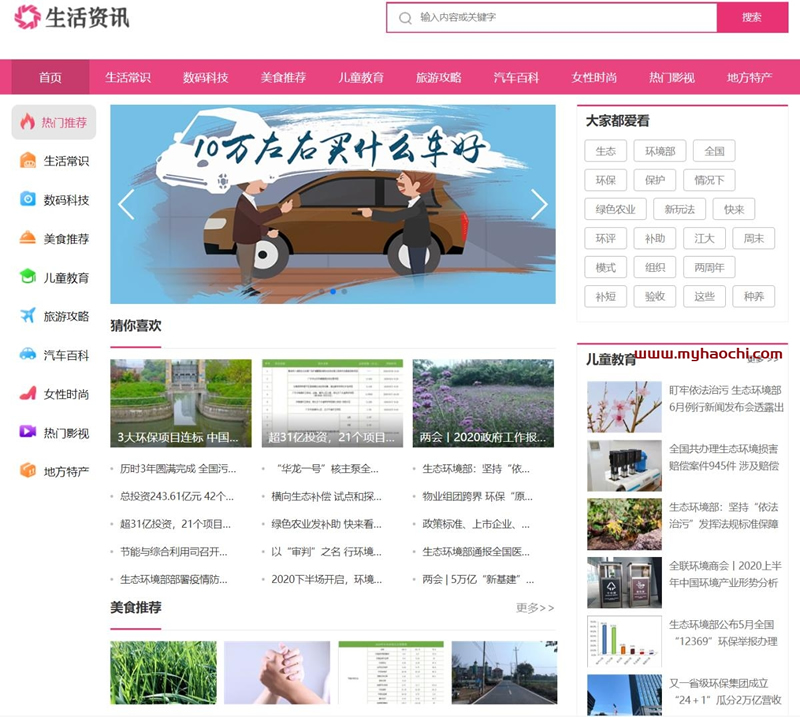 生活资讯
输入内容或关键字
搜索
首页
生活常识
数码科技
美食推荐
儿童教育
旅游攻略
汽车百科
女性时尚
热门影视
地方特产
热门推荐
生活常识
数码科技
美食推荐
儿童教育
旅游攻略
汽车百科
女性时尚
热门影视
地方特产
10万左右买什么车好
猜你喜欢
3大环保项目连标 中国...
超31亿投资，21个项目...
两会丨2020政府工作报...
历时3年圆满完成 全国污...
“华龙一号”核主泵全...
生态环境部：坚持“依...
总投资243.61亿元 42个...
横向生态补偿 试点和探...
物业组团跨界 环保“原...
超31亿投资，21个项目...
绿色农业发补助 快来看...
政策标准、上市企业、...
节能与综合利用司召开...
以“审判”之名 行环境...
生态环境部通报全国医...
生态环境部部署疫情防...
2020下半场开启，环境...
两会 | 5万亿“新基建”...
美食推荐
更多>>
大家都爱看
生态 环境部 全国
环保 保护 情况下
绿色农业 新玩法 快来
环评 补助 江大 周末
模式 组织 两周年
补短 验收 这些 种养
儿童教育
www.myhaochi.com
盯牢依法治污 生态环境部
6月例行新闻发布会透露出
全国共办理生态环境损害
赔偿案件945件 涉及赔偿
生态环境部：坚持“依法
治污”发挥法规标准保障
全联环境商会丨2020上半
年中国环境产业形势分析
生态环境部公布5月全国
“12369”环保举报办理
又一省级环保集团成立
“24＋1”瓜分2万亿营收